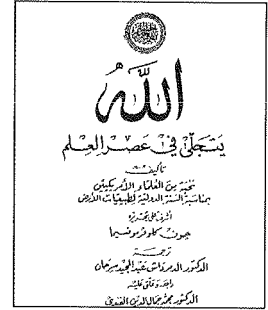 الله
يتجلى في عصر العلم
تأليف
نخبة من العلماء الأمريكيين
بمناسبة السنة الدولية لطبيعيات الأرض
أشرف على تحريره
جون كلوفر مونسيما
ترجمة
الدكتور الدمرداش عبد المجيد سرحان
راجعه وعلق عليه
الدكتور محمد جمال الدين الفندي